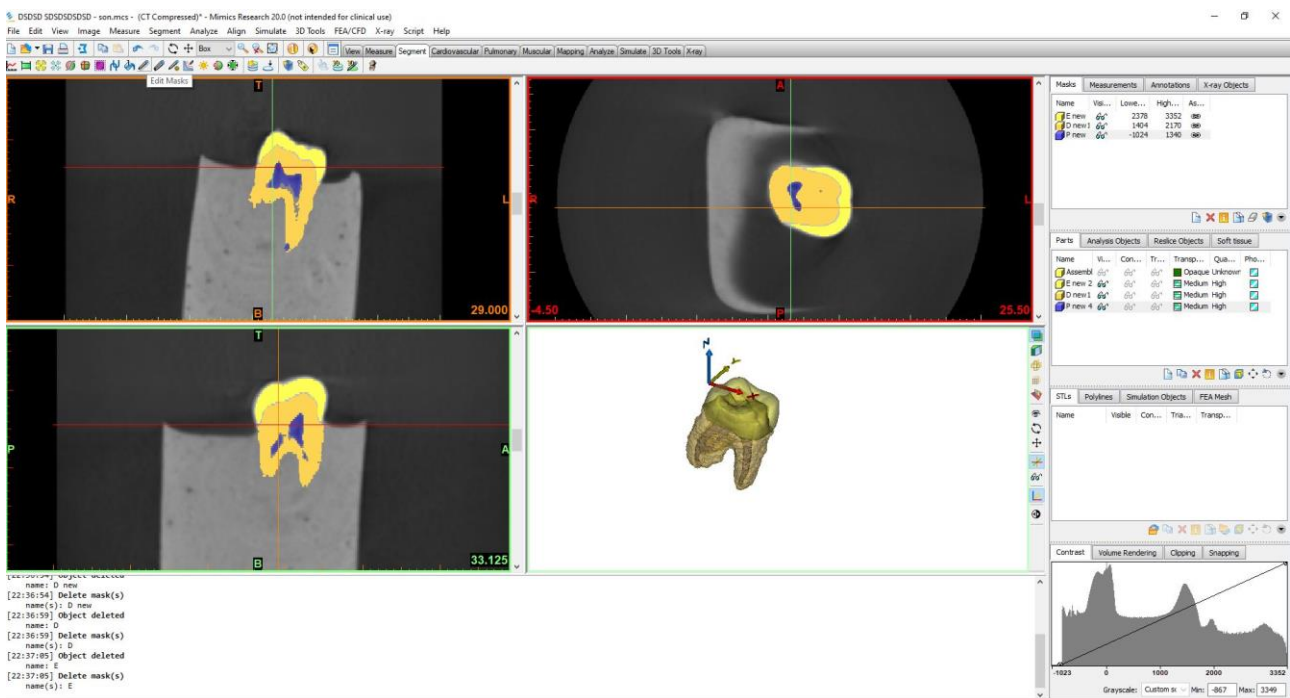 DSDSD SDSDSDSDSD - son.mcs - (CT Compressed)* - Mimics Research 20.0 (not intended for clinical use)
File Edit View Image Measure Segment Analyze Align Simulate 3D Tools FEA/CFD X-ray Script Help
Box View Measure Segment Cardiovascular Pulmonary Muscular Mapping Analyze Simulate 3D Tools X-ray
Edit Masks
T
R
L
B
29.000
A
R
L
-4.50
P
25.50
T
P
A
B
33.125
N
Y
X
Masks Measurements Annotations X-ray Objects
Name Visi... Lowe... High... As...
E new 2378 3352
D new1 1404 2170
P new -1024 1340
Parts Analysis Objects Reslice Objects Soft tissue
Name Vi... Con... Tr... Transp... Qua... Pho...
Assembl Opaque Unknown
E new 2 Medium High
D new1 Medium High
P new 4 Medium High
STLs Polylines Simulation Objects FEA Mesh
Name Visible Con... Tria... Transp...
Contrast Volume Rendering Clipping Snapping
-1023 0 1000 2000 3352
Grayscale: Custom sc Min: -867 Max: 3349
[22:36:54] Object deleted
name: D new
[22:36:54] Delete mask(s)
name(s): D new
[22:36:59] Object deleted
name: D
[22:36:59] Delete mask(s)
name(s): D
[22:37:05] Object deleted
name: E
[22:37:05] Delete mask(s)
name(s): E